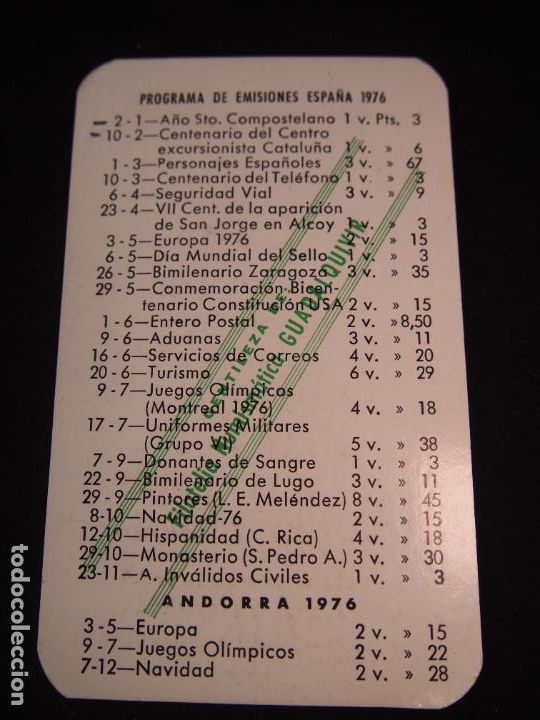 PROGRAMA DE EMISIONES ESPAÑA 1976
2-1—Año Sto. Compostelano 1 v. Pts. 3
10-2—Centenario del Centro
excursionista Cataluña 1 v. » 6
1-3—Personajes Españoles 3 v. » 67
10-3—Centenario del Teléfono 1 v. » 3
6-4—Seguridad Vial 3 v. » 9
23-4—VII Cent. de la aparición
de San Jorge en Alcoy 1 v. » 3
3-5—Europa 1976 2 v. » 15
6-5—Día Mundial del Sello 1 v. » 3
26-5—Bimilenario Zaragoza 3 v. » 35
29-5—Conmemoración Bicen-
tenario Constitución USA 2 v. » 15
1-6—Entero Postal 2 v. » 8,50
9-6—Aduanas 3 v. » 11
16-6—Servicios de Correos 4 v. » 20
20-6—Turismo 6 v. » 29
9-7—Juegos Olímpicos
(Montreal 1976) 4 v. » 18
17-7—Uniformes Militares
(Grupo VII) 5 v. » 38
7-9—Donantes de Sangre 1 v. » 3
22-9—Bimilenario de Lugo 3 v. » 11
29-9—Pintores (L. E. Meléndez) 8 v. » 45
8-10—Navidad-76 2 v. » 15
12-10—Hispanidad (C. Rica) 4 v. » 18
29-10—Monasterio (S. Pedro A.) 3 v. » 30
23-11—A. Inválidos Civiles 1 v. » 3
ANDORRA 1976
3-5—Europa 2 v. » 15
9-7—Juegos Olímpicos 2 v. » 22
7-12—Navidad 2 v. » 28
GENTILEZA DE:
Filatelia Numismática GUADALQUIVIR
todocoleccion.net